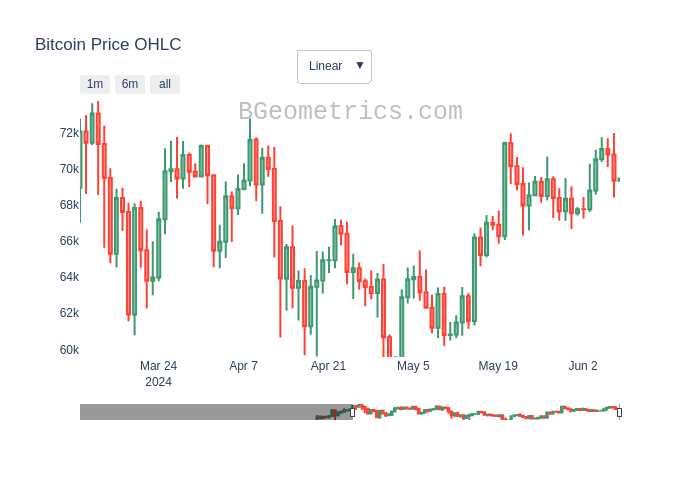 Bitcoin Price OHLC
Linear ▼
1m 6m all
BGeometrics.com
72k
70k
68k
66k
64k
62k
60k
Mar 24 Apr 7 Apr 21 May 5 May 19 Jun 2
2024